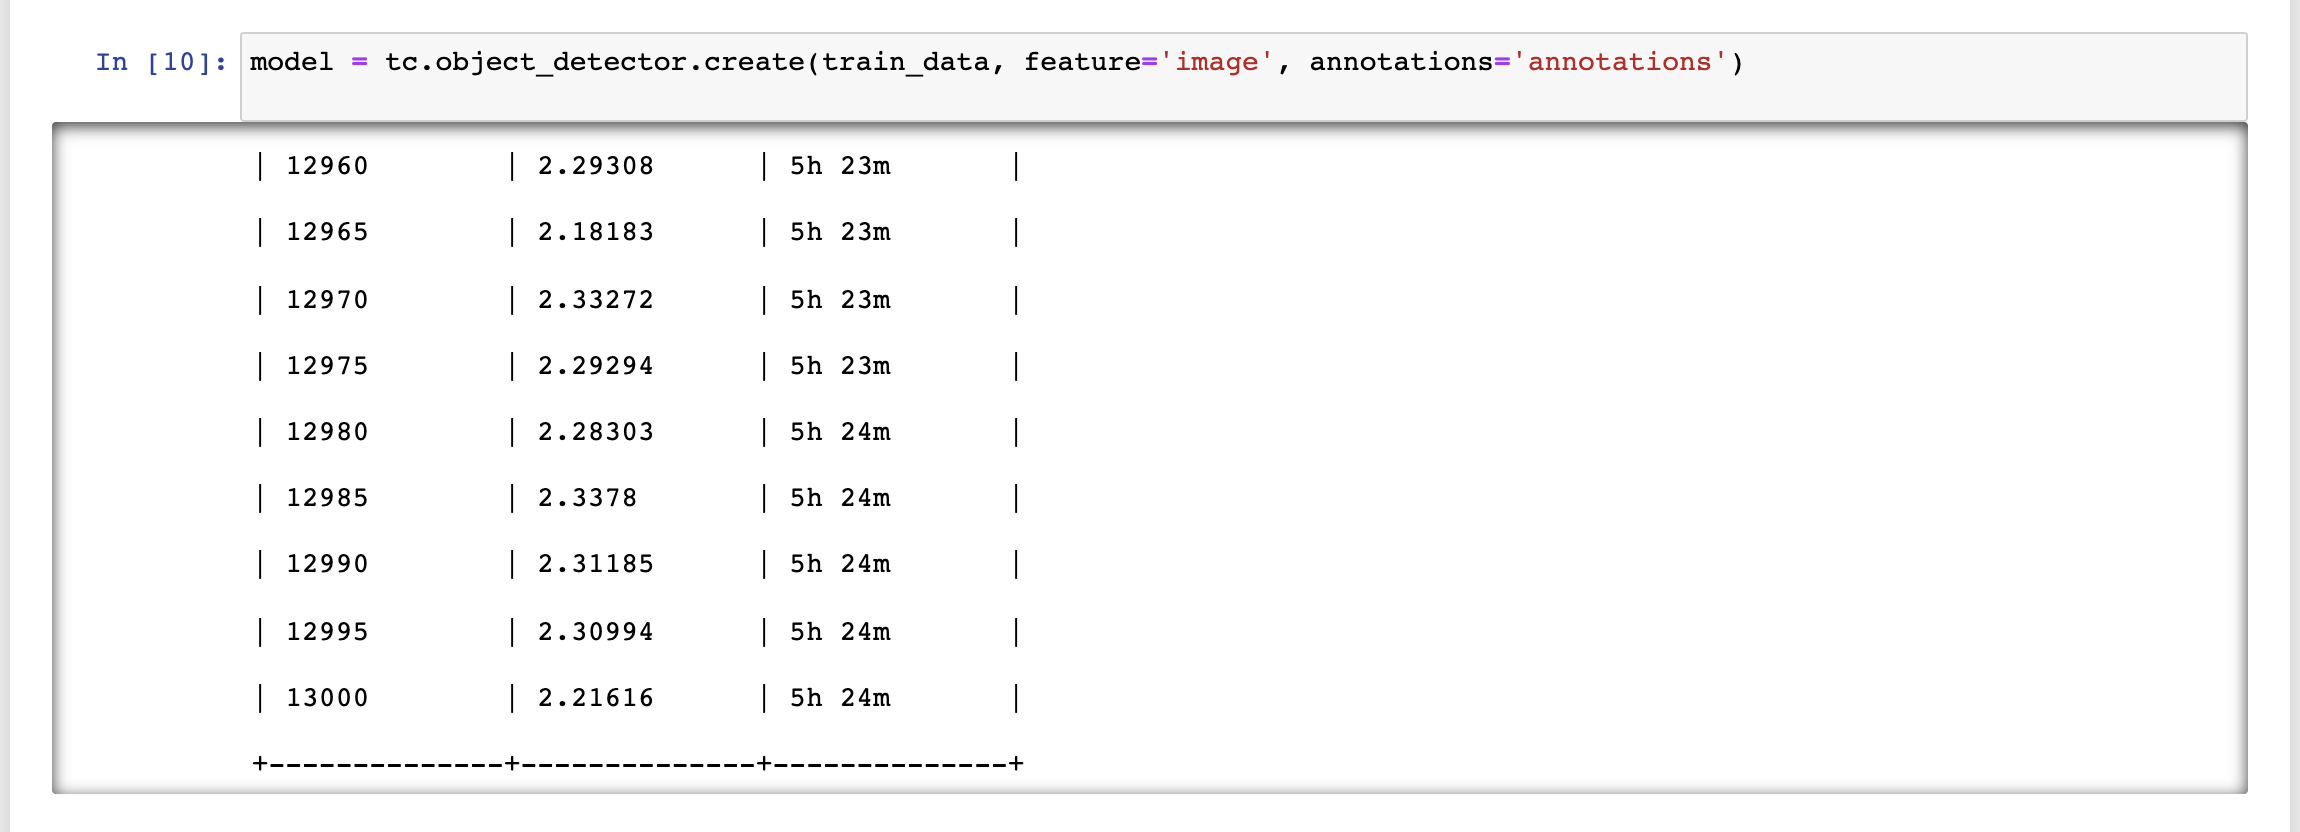 In [10]: model = tc.object_detector.create(train_data, feature='image', annotations='annotations')
| 12960 | 2.29308 | 5h 23m |
| 12965 | 2.18183 | 5h 23m |
| 12970 | 2.33272 | 5h 23m |
| 12975 | 2.29294 | 5h 23m |
| 12980 | 2.28303 | 5h 24m |
| 12985 | 2.3378 | 5h 24m |
| 12990 | 2.31185 | 5h 24m |
| 12995 | 2.30994 | 5h 24m |
| 13000 | 2.21616 | 5h 24m |
+--------------+--------------+--------------+